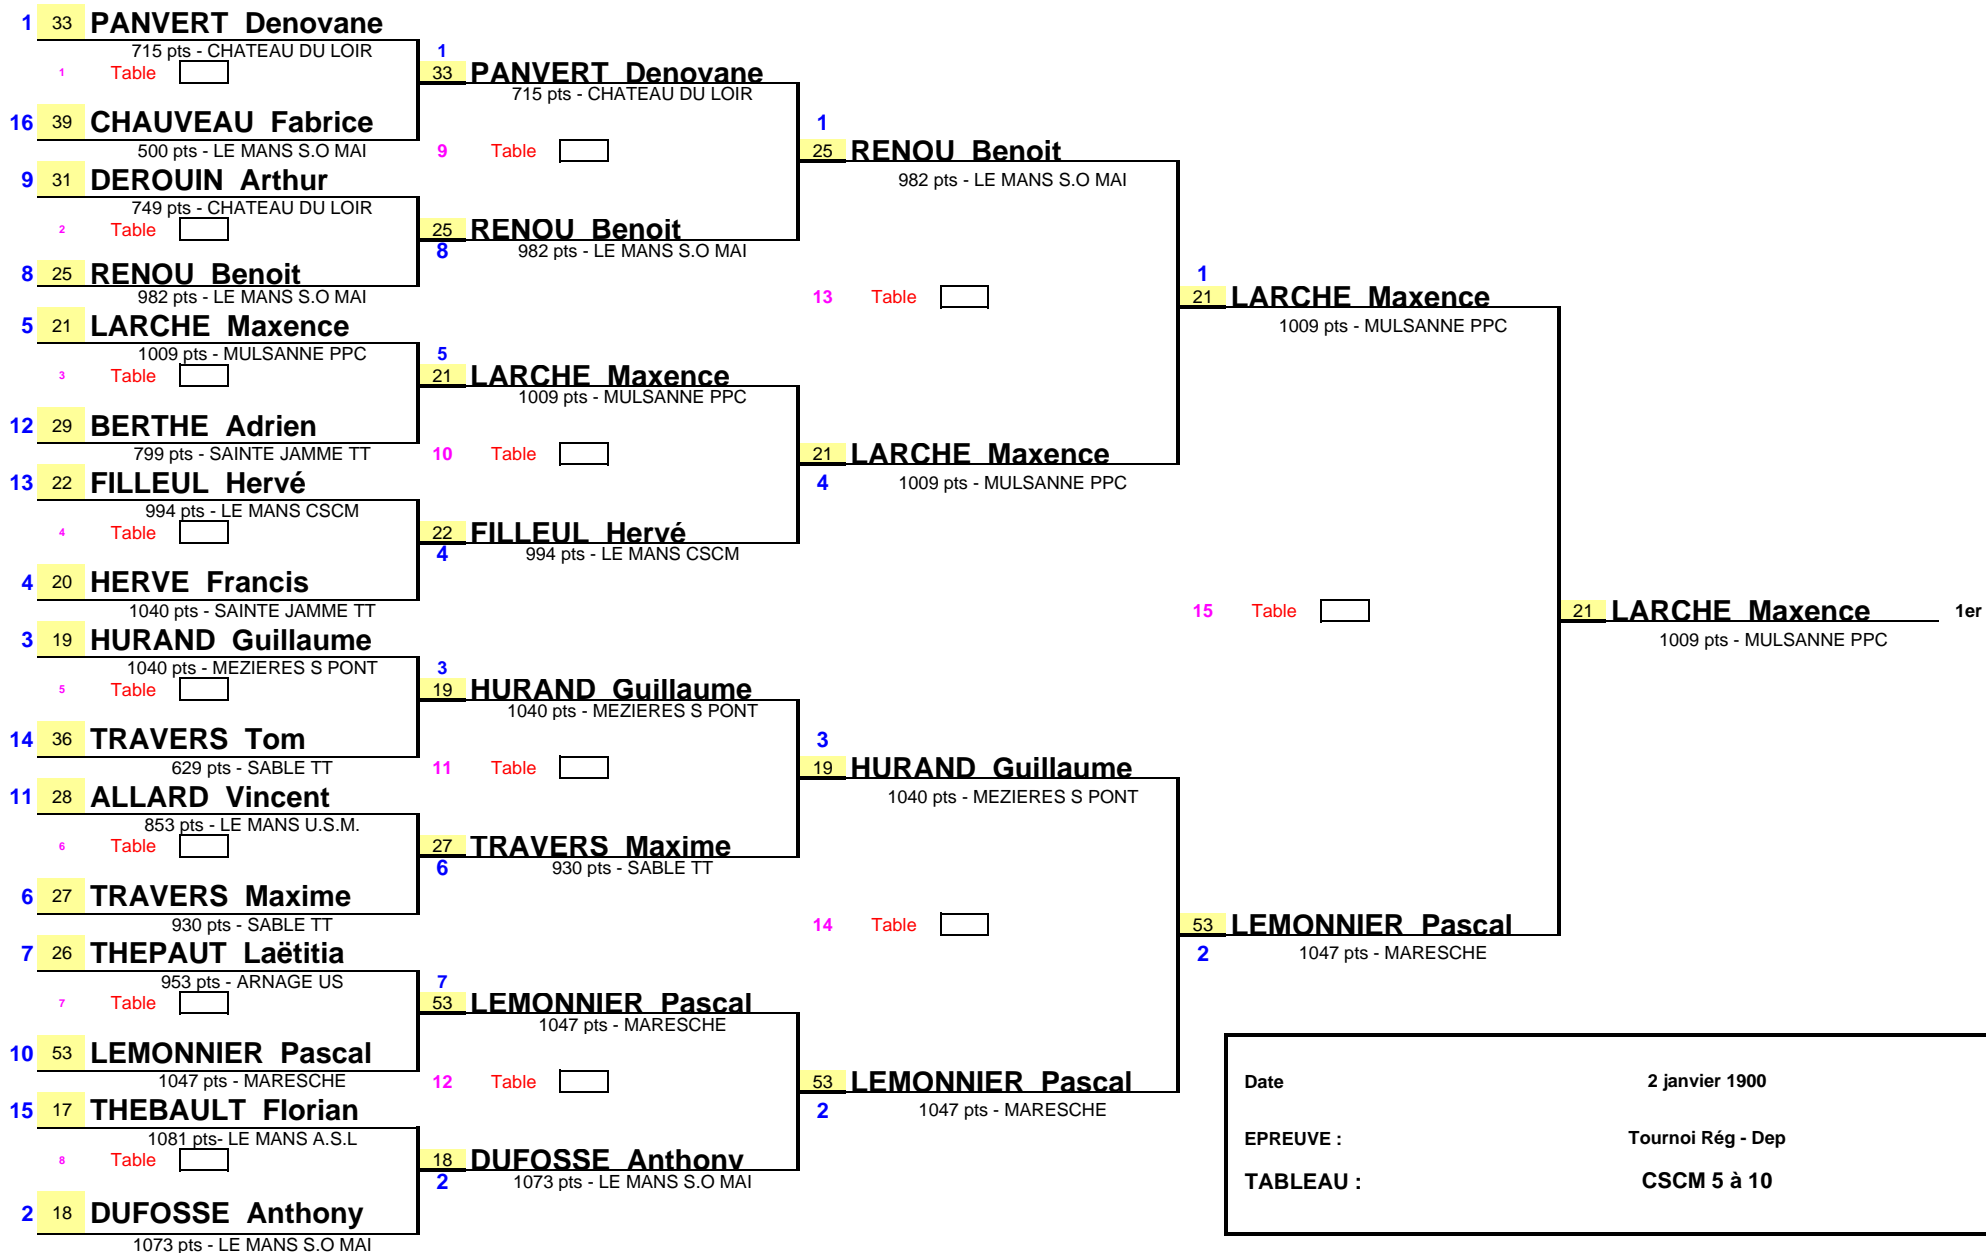 1 33 PANVERT Denovane
715 pts - CHATEAU DU LOIR
1 Table
16 39 CHAUVEAU Fabrice
500 pts - LE MANS S.O MAI
9 31 DEROUIN Arthur
749 pts - CHATEAU DU LOIR
2 Table
8 25 RENOU Benoit
982 pts - LE MANS S.O MAI
5 21 LARCHE Maxence
1009 pts - MULSANNE PPC
3 Table
12 29 BERTHE Adrien
799 pts - SAINTE JAMME TT
13 22 FILLEUL Hervé
994 pts - LE MANS CSCM
4 Table
4 20 HERVE Francis
1040 pts - SAINTE JAMME TT
3 19 HURAND Guillaume
1040 pts - MEZIERES S PONT
5 Table
14 36 TRAVERS Tom
629 pts - SABLE TT
11 28 ALLARD Vincent
853 pts - LE MANS U.S.M.
6 Table
6 27 TRAVERS Maxime
930 pts - SABLE TT
7 26 THEPAUT Laëtitia
953 pts - ARNAGE US
7 Table
10 53 LEMONNIER Pascal
1047 pts - MARESCHE
15 17 THEBAULT Florian
1081 pts- LE MANS A.S.L
8 Table
2 18 DUFOSSE Anthony
1073 pts - LE MANS S.O MAI
1
33 PANVERT Denovane
715 pts - CHATEAU DU LOIR
9 Table
25 RENOU Benoit
8
982 pts - LE MANS S.O MAI
5
21 LARCHE Maxence
1009 pts - MULSANNE PPC
10 Table
22 FILLEUL Hervé
4
994 pts - LE MANS CSCM
3
19 HURAND Guillaume
1040 pts - MEZIERES S PONT
11 Table
27 TRAVERS Maxime
6
930 pts - SABLE TT
7
53 LEMONNIER Pascal
1047 pts - MARESCHE
12 Table
18 DUFOSSE Anthony
2
1073 pts - LE MANS S.O MAI
1
25 RENOU Benoit
982 pts - LE MANS S.O MAI
13 Table
21 LARCHE Maxence
4
1009 pts - MULSANNE PPC
3
19 HURAND Guillaume
1040 pts - MEZIERES S PONT
14 Table
53 LEMONNIER Pascal
2
1047 pts - MARESCHE
1
21 LARCHE Maxence
1009 pts - MULSANNE PPC
15 Table
53 LEMONNIER Pascal
2
1047 pts - MARESCHE
21 LARCHE Maxence 1er
1009 pts - MULSANNE PPC
Date 2 janvier 1900
EPREUVE : Tournoi Rég - Dep
TABLEAU : CSCM 5 à 10